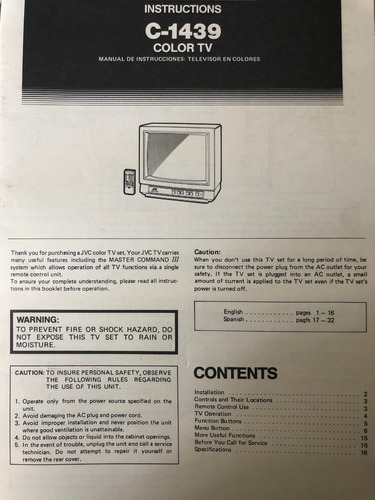 INSTRUCTIONS
C-1439
COLOR TV
MANUAL DE INSTRUCCIONES: TELEVISOR EN COLORES
Thank you for purchasing a JVC color TV set. Your JVC TV carries
many useful features including the MASTER COMMAND III
system which allows operation of all TV functions via a single
remote control unit.
To ensure your complete understanding, please read all instruc-
tions in this booklet before operation.
WARNING:
TO PREVENT FIRE OR SHOCK HAZARD, DO
NOT EXPOSE THIS TV SET TO RAIN OR
MOISTURE.
CAUTION: TO INSURE PERSONAL SAFETY, OBSERVE
THE FOLLOWING RULES REGARDING
THE USE OF THIS UNIT.
1. Operate only from the power source specified on the
unit.
2. Avoid damaging the AC plug and power cord.
3. Avoid improper installation and never position the unit
where good ventilation is unattainable.
4. Do not allow objects or liquid into the cabinet openings.
5. In the event of trouble, unplug the unit and call a service
technician. Do not attempt to repair it yourself or
remove the rear cover.
Caution:
When you don't use this TV set for a long period of time, be
sure to disconnect the power plug from the AC outlet for your
safety. If the TV set is plugged into an AC outlet, a small
amount of current is applied to the TV set even if the TV set's
power is turned off.
English . . . . . . . . . . . . pages 1 – 16
Spanish . . . . . . . . . . . . pagfs 17 – 32
CONTENTS
Installation . . . . . . . . . . . . 2
Controls and Their Locations . . . . . . . . . . . . 3
Remote Control Use . . . . . . . . . . . . 3
TV Operation . . . . . . . . . . . . 4
Function Buttons . . . . . . . . . . . . 5
Menu Button . . . . . . . . . . . . 6
More Useful Functions . . . . . . . . . . . . 15
Before You Call for Service . . . . . . . . . . . . 15
Specifications . . . . . . . . . . . . 16